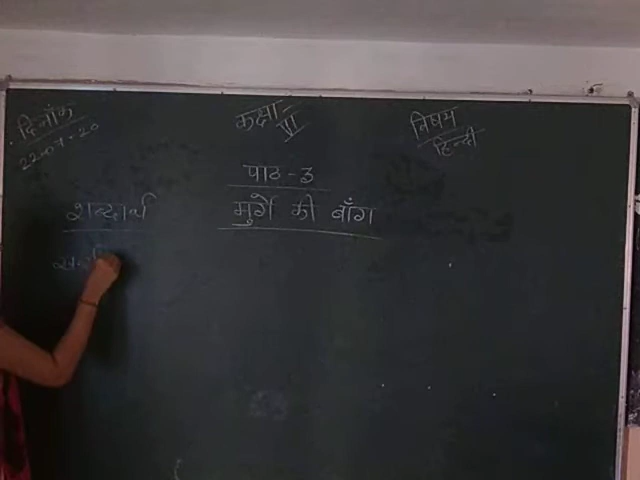 दिनांक कक्षा विषय
22-07-20 VI हिन्दी
पाठ - 3
शब्दार्थ मुर्गे की बाँग